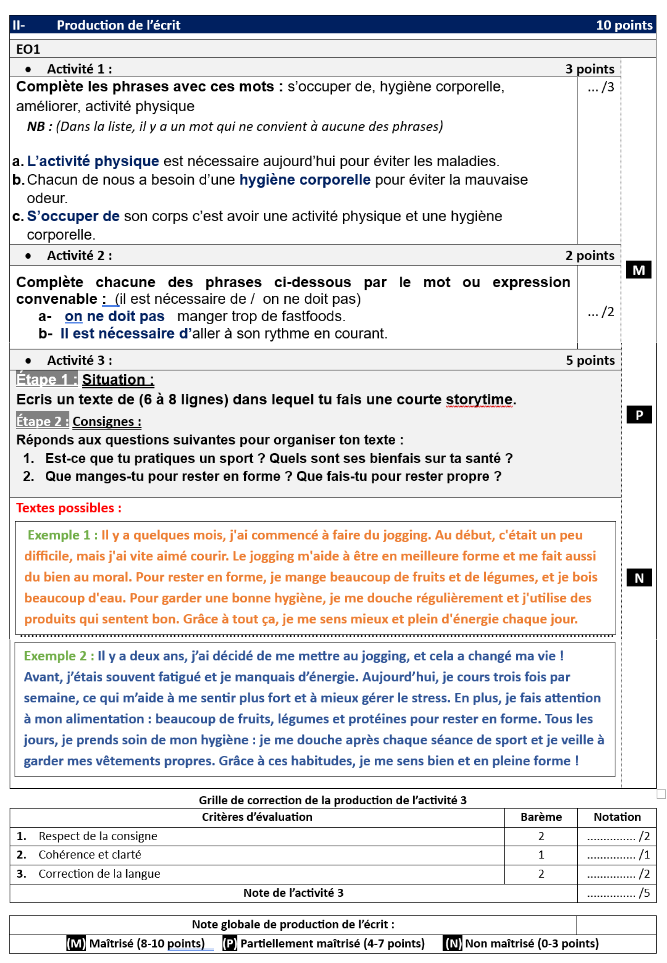 II- Production de l'écrit 10 points
EO1
• Activité 1 : 3 points
Complète les phrases avec ces mots : s'occuper de, hygiène corporelle, ... /3
améliorer, activité physique
NB : (Dans la liste, il y a un mot qui ne convient à aucune des phrases)
a. L'activité physique est nécessaire aujourd'hui pour éviter les maladies.
b. Chacun de nous a besoin d'une hygiène corporelle pour éviter la mauvaise
odeur.
c. S'occuper de son corps c'est avoir une activité physique et une hygiène
corporelle.
• Activité 2 : 2 points
M
Complète chacune des phrases ci-dessous par le mot ou expression
convenable : (il est nécessaire de / on ne doit pas)
a- on ne doit pas manger trop de fastfoods. ... /2
b- Il est nécessaire d'aller à son rythme en courant.
• Activité 3 : 5 points
Étape 1 : Situation :
Ecris un texte de (6 à 8 lignes) dans lequel tu fais une courte storytime.
P
Étape 2 : Consignes :
Réponds aux questions suivantes pour organiser ton texte :
1. Est-ce que tu pratiques un sport ? Quels sont ses bienfais sur ta santé ?
2. Que manges-tu pour rester en forme ? Que fais-tu pour rester propre ?
Textes possibles :
Exemple 1 : Il y a quelques mois, j'ai commencé à faire du jogging. Au début, c'était un peu
difficile, mais j'ai vite aimé courir. Le jogging m'aide à être en meilleure forme et me fait aussi
du bien au moral. Pour rester en forme, je mange beaucoup de fruits et de légumes, et je bois
N
beaucoup d'eau. Pour garder une bonne hygiène, je me douche régulièrement et j'utilise des
produits qui sentent bon. Grâce à tout ça, je me sens mieux et plein d'énergie chaque jour.
Exemple 2 : Il y a deux ans, j'ai décidé de me mettre au jogging, et cela a changé ma vie !
Avant, j'étais souvent fatigué et je manquais d'énergie. Aujourd'hui, je cours trois fois par
semaine, ce qui m'aide à me sentir plus fort et à mieux gérer le stress. En plus, je fais attention
à mon alimentation : beaucoup de fruits, légumes et protéines pour rester en forme. Tous les
jours, je prends soin de mon hygiène : je me douche après chaque séance de sport et je veille à
garder mes vêtements propres. Grâce à ces habitudes, je me sens bien et en pleine forme !
Grille de correction de la production de l'activité 3
Critères d'évaluation Barème Notation
1. Respect de la consigne 2 ............... /2
2. Cohérence et clarté 1 ............... /1
3. Correction de la langue 2 ............... /2
Note de l'activité 3 ............... /5
Note globale de production de l'écrit :
(M) Maîtrisé (8-10 points) (P) Partiellement maîtrisé (4-7 points) (N) Non maîtrisé (0-3 points)